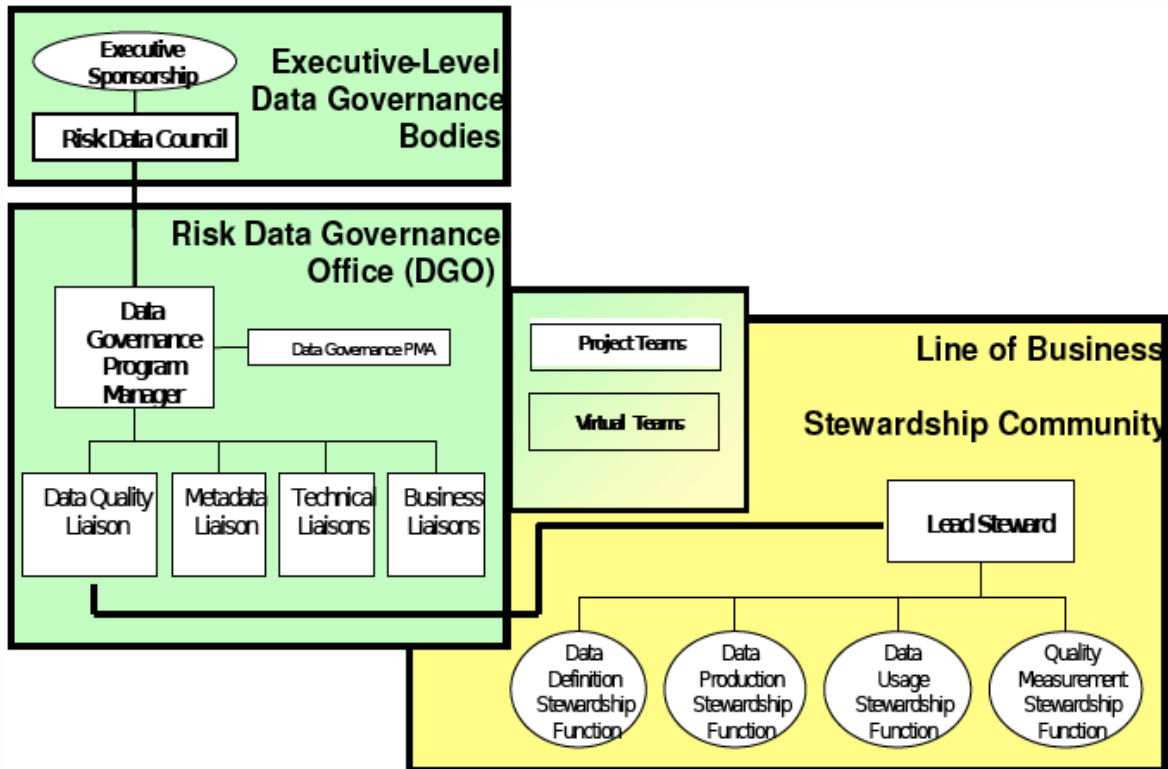 Executive
Sponsorship
Risk Data Council
Executive-Level
Data Governance
Bodies
Risk Data Governance
Office (DGO)
Data
Governance
Program
Manager
Data Governance PMA
Data Quality
Liaison
Metadata
Liaison
Technical
Liaisons
Business
Liaisons
Project Teams
Virtual Teams
Line of Business
Stewardship Community
Lead Steward
Data
Definition
Stewardship
Function
Data
Production
Stewardship
Function
Data
Usage
Stewardship
Function
Quality
Measurement
Stewardship
Function